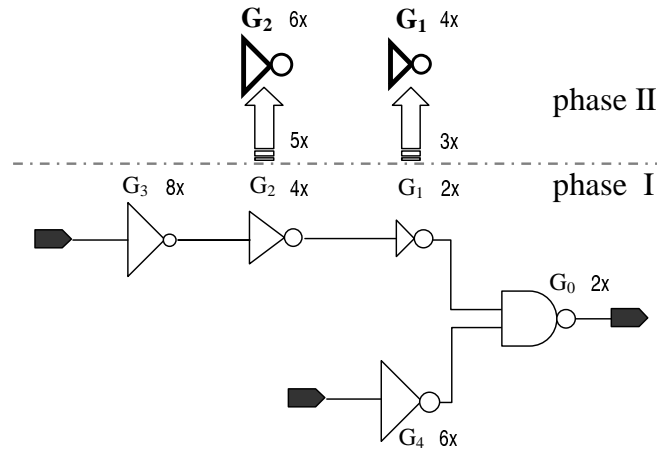 G2 6x G1 4x
phase II
5x 3x
G3 8x G2 4x G1 2x phase I
G0 2x
G4 6x